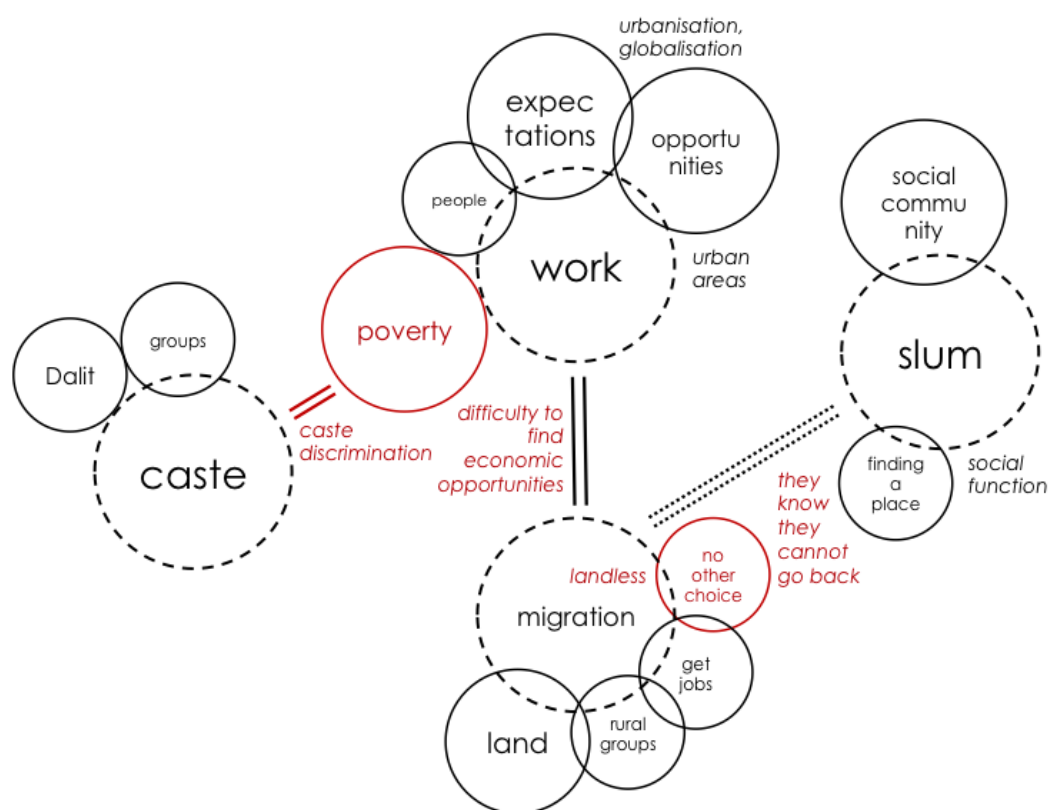 urbanisation,
globalisation
expec
tations
opportu
nities
people
work
urban
areas
social
commu
nity
slum
finding
a
place
social
function
poverty
groups
Dalit
caste
caste
discrimination
difficulty to
find
economic
opportunities
they
know
they
cannot
go back
landless
no
other
choice
migration
get
jobs
rural
groups
land